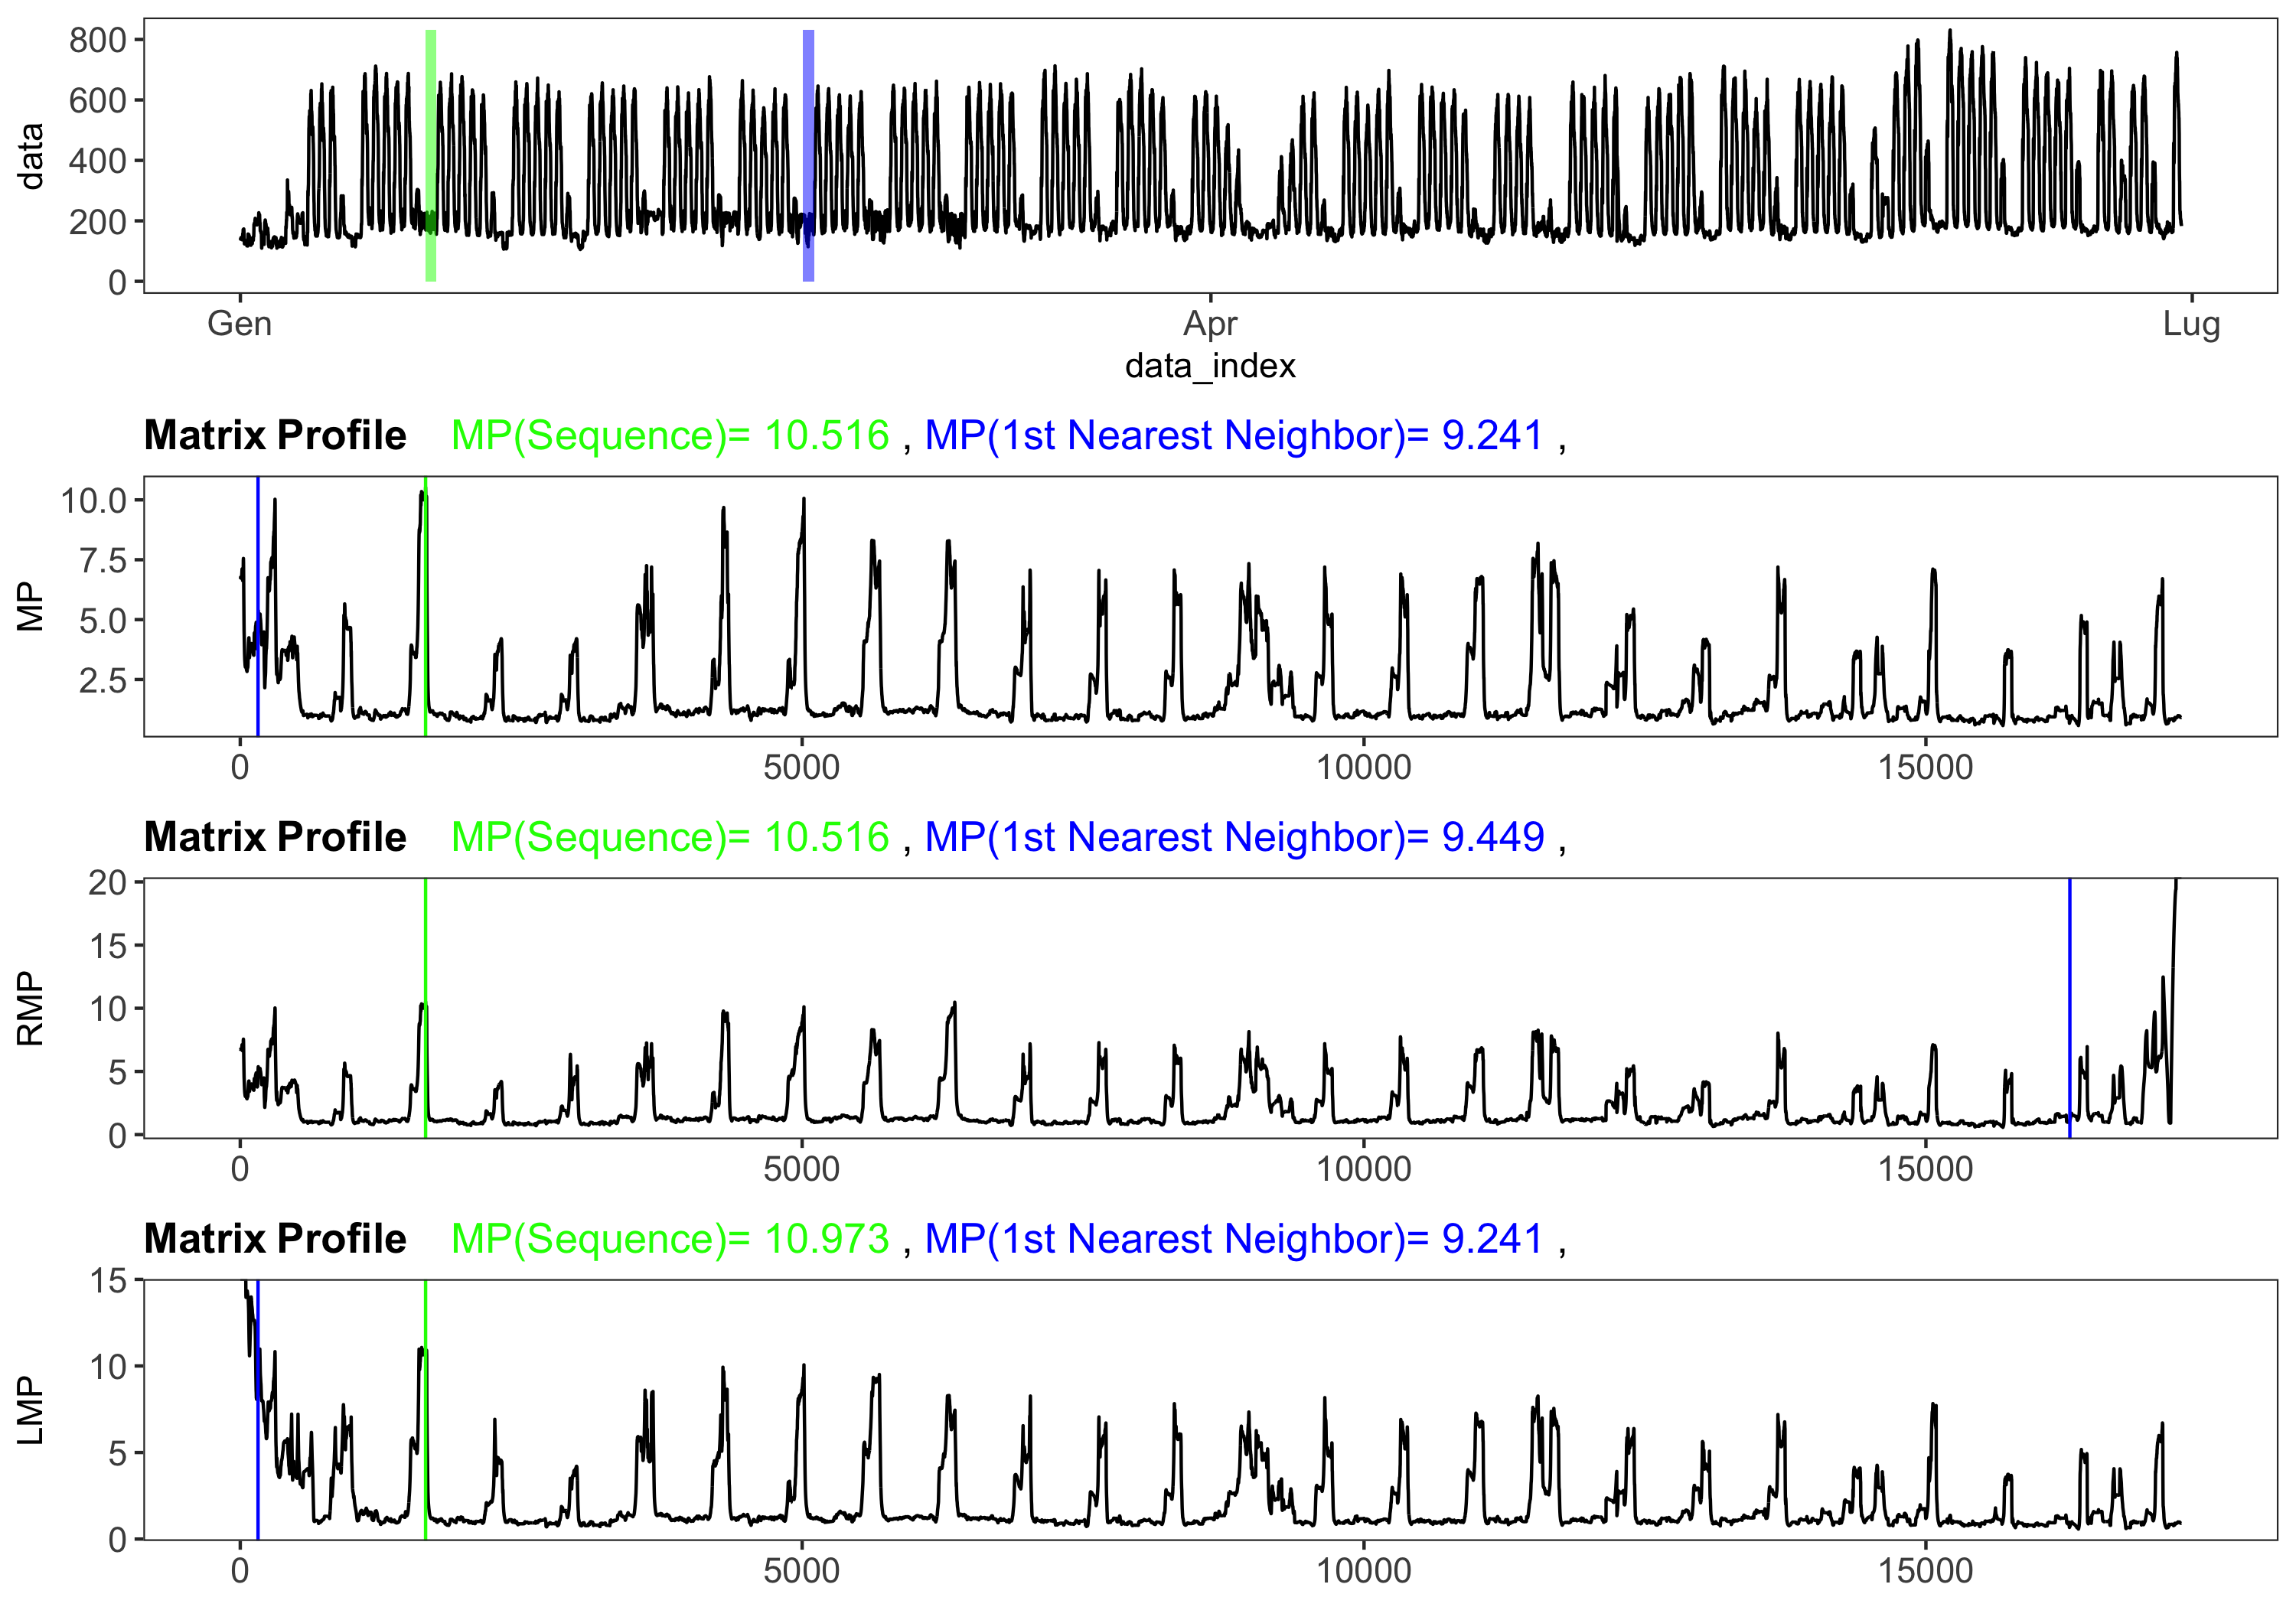 800
600
400
200
0
data
Gen Apr Lug
data_index
Matrix Profile MP(Sequence)= 10.516 , MP(1st Nearest Neighbor)= 9.241 ,
10.0
7.5
5.0
2.5
MP
0 5000 10000 15000
Matrix Profile MP(Sequence)= 10.516 , MP(1st Nearest Neighbor)= 9.449 ,
20
15
10
5
0
RMP
0 5000 10000 15000
Matrix Profile MP(Sequence)= 10.973 , MP(1st Nearest Neighbor)= 9.241 ,
15
10
5
0
LMP
0 5000 10000 15000